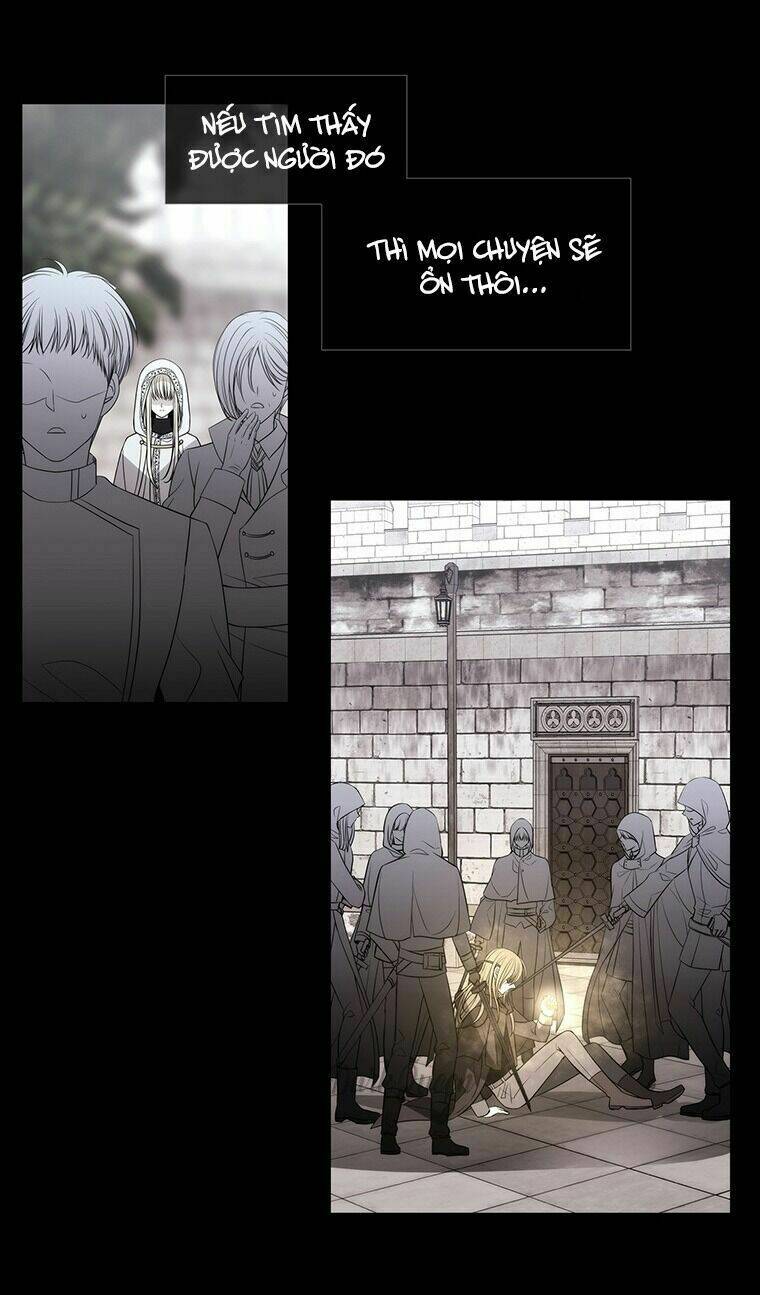 NẾU TÌM THẤY
ĐƯỢC NGƯỜI ĐÓ
THÌ MỌI CHUYỆN SẼ
ỔN THÔI...